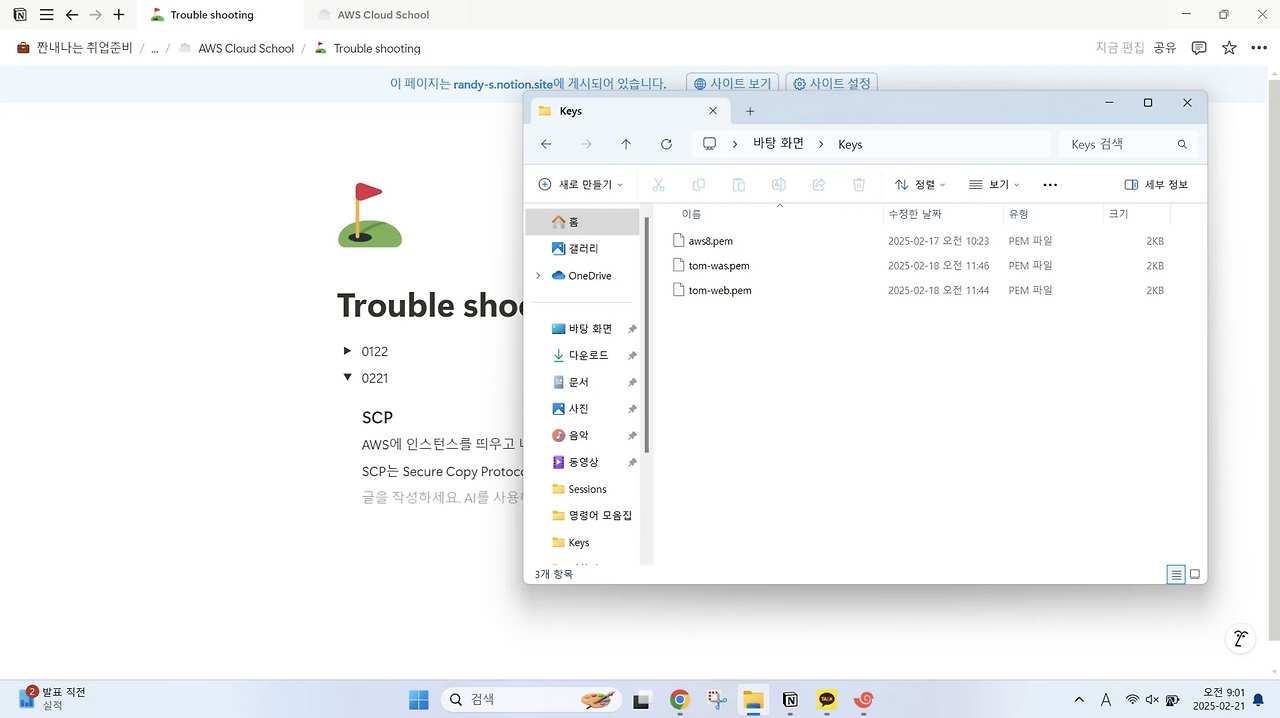 Trouble shooting
AWS Cloud School
짠내나는 취업준비 / ... / AWS Cloud School / Trouble shooting
지금 편집 공유
이 페이지는 randy-s.notion.site에 게시되어 있습니다. 사이트 보기 사이트 설정
Trouble shoo
0122
0221
SCP
AWS에 인스턴스를 띄우고
SCP는 Secure Copy Protoc
글을 작성하세요. AI를 사용
Keys
바탕 화면 > Keys
Keys 검색
새로 만들기
정렬
보기
세부 정보
홈
갤러리
OneDrive
바탕 화면
다운로드
문서
사진
음악
동영상
Sessions
명령어 모음집
Keys
이름 수정한 날짜 유형 크기
aws8.pem 2025-02-17 오전 10:23 PEM 파일 2KB
tom-was.pem 2025-02-18 오전 11:46 PEM 파일 2KB
tom-web.pem 2025-02-18 오전 11:44 PEM 파일 2KB
3개 항목
2
발표 직전
실적
검색
TALK
A
오전 9:01
2025-02-21